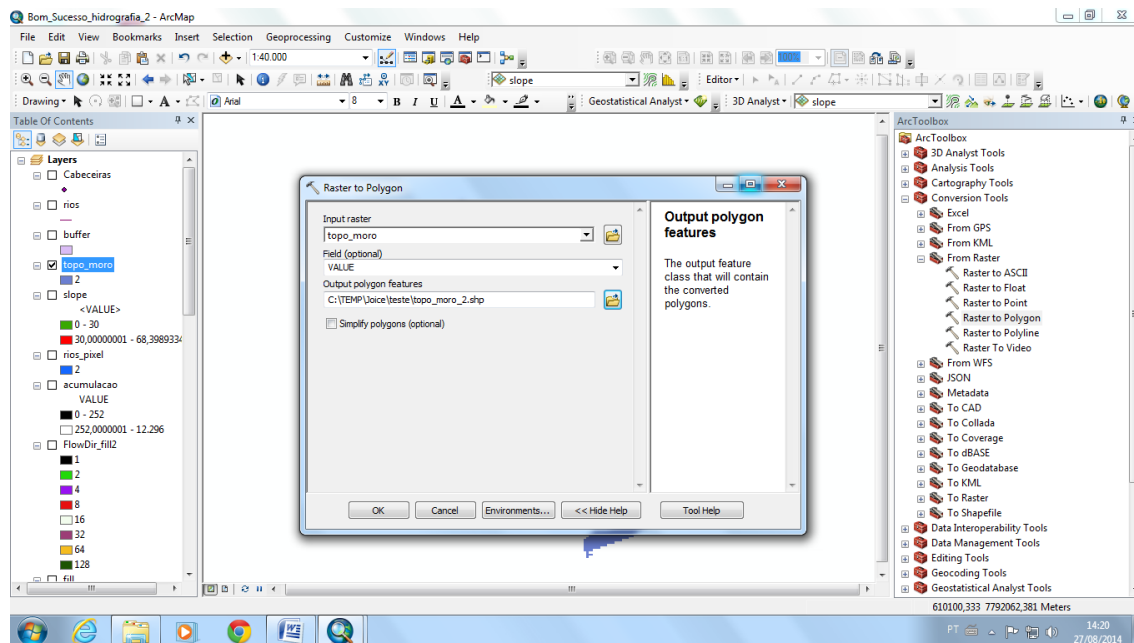 Bom_Sucesso_hidrografia_2 - ArcMap
File Edit View Bookmarks Insert Selection Geoprocessing Customize Windows Help
1:40.000
100%
slope
Editor
Drawing
A
Arial
8
B I U A
Geostatistical Analyst
3D Analyst
slope
Table Of Contents
Layers
Cabeceiras
rios
buffer
topo_moro
2
slope
<VALUE>
0 - 30
30,00000001 - 68,3989334
rios_pixel
2
acumulacao
VALUE
0 - 252
252,0000001 - 12.296
FlowDir_fill2
1
2
4
8
16
32
64
128
fill
Raster to Polygon
Input raster
topo_moro
Field (optional)
VALUE
Output polygon features
C:\TEMP\Joice\teste\topo_moro_2.shp
Simplify polygons (optional)
OK
Cancel
Environments...
<< Hide Help
Output polygon
features
The output feature
class that will contain
the converted
polygons.
Tool Help
ArcToolbox
ArcToolbox
3D Analyst Tools
Analysis Tools
Cartography Tools
Conversion Tools
Excel
From GPS
From KML
From Raster
Raster to ASCII
Raster to Float
Raster to Point
Raster to Polygon
Raster to Polyline
Raster To Video
From WFS
JSON
Metadata
To CAD
To Collada
To Coverage
To dBASE
To Geodatabase
To KML
To Raster
To Shapefile
Data Interoperability Tools
Data Management Tools
Editing Tools
Geocoding Tools
Geostatistical Analyst Tools
610100,333 7792062,381 Meters
PT
14:20
27/08/2014